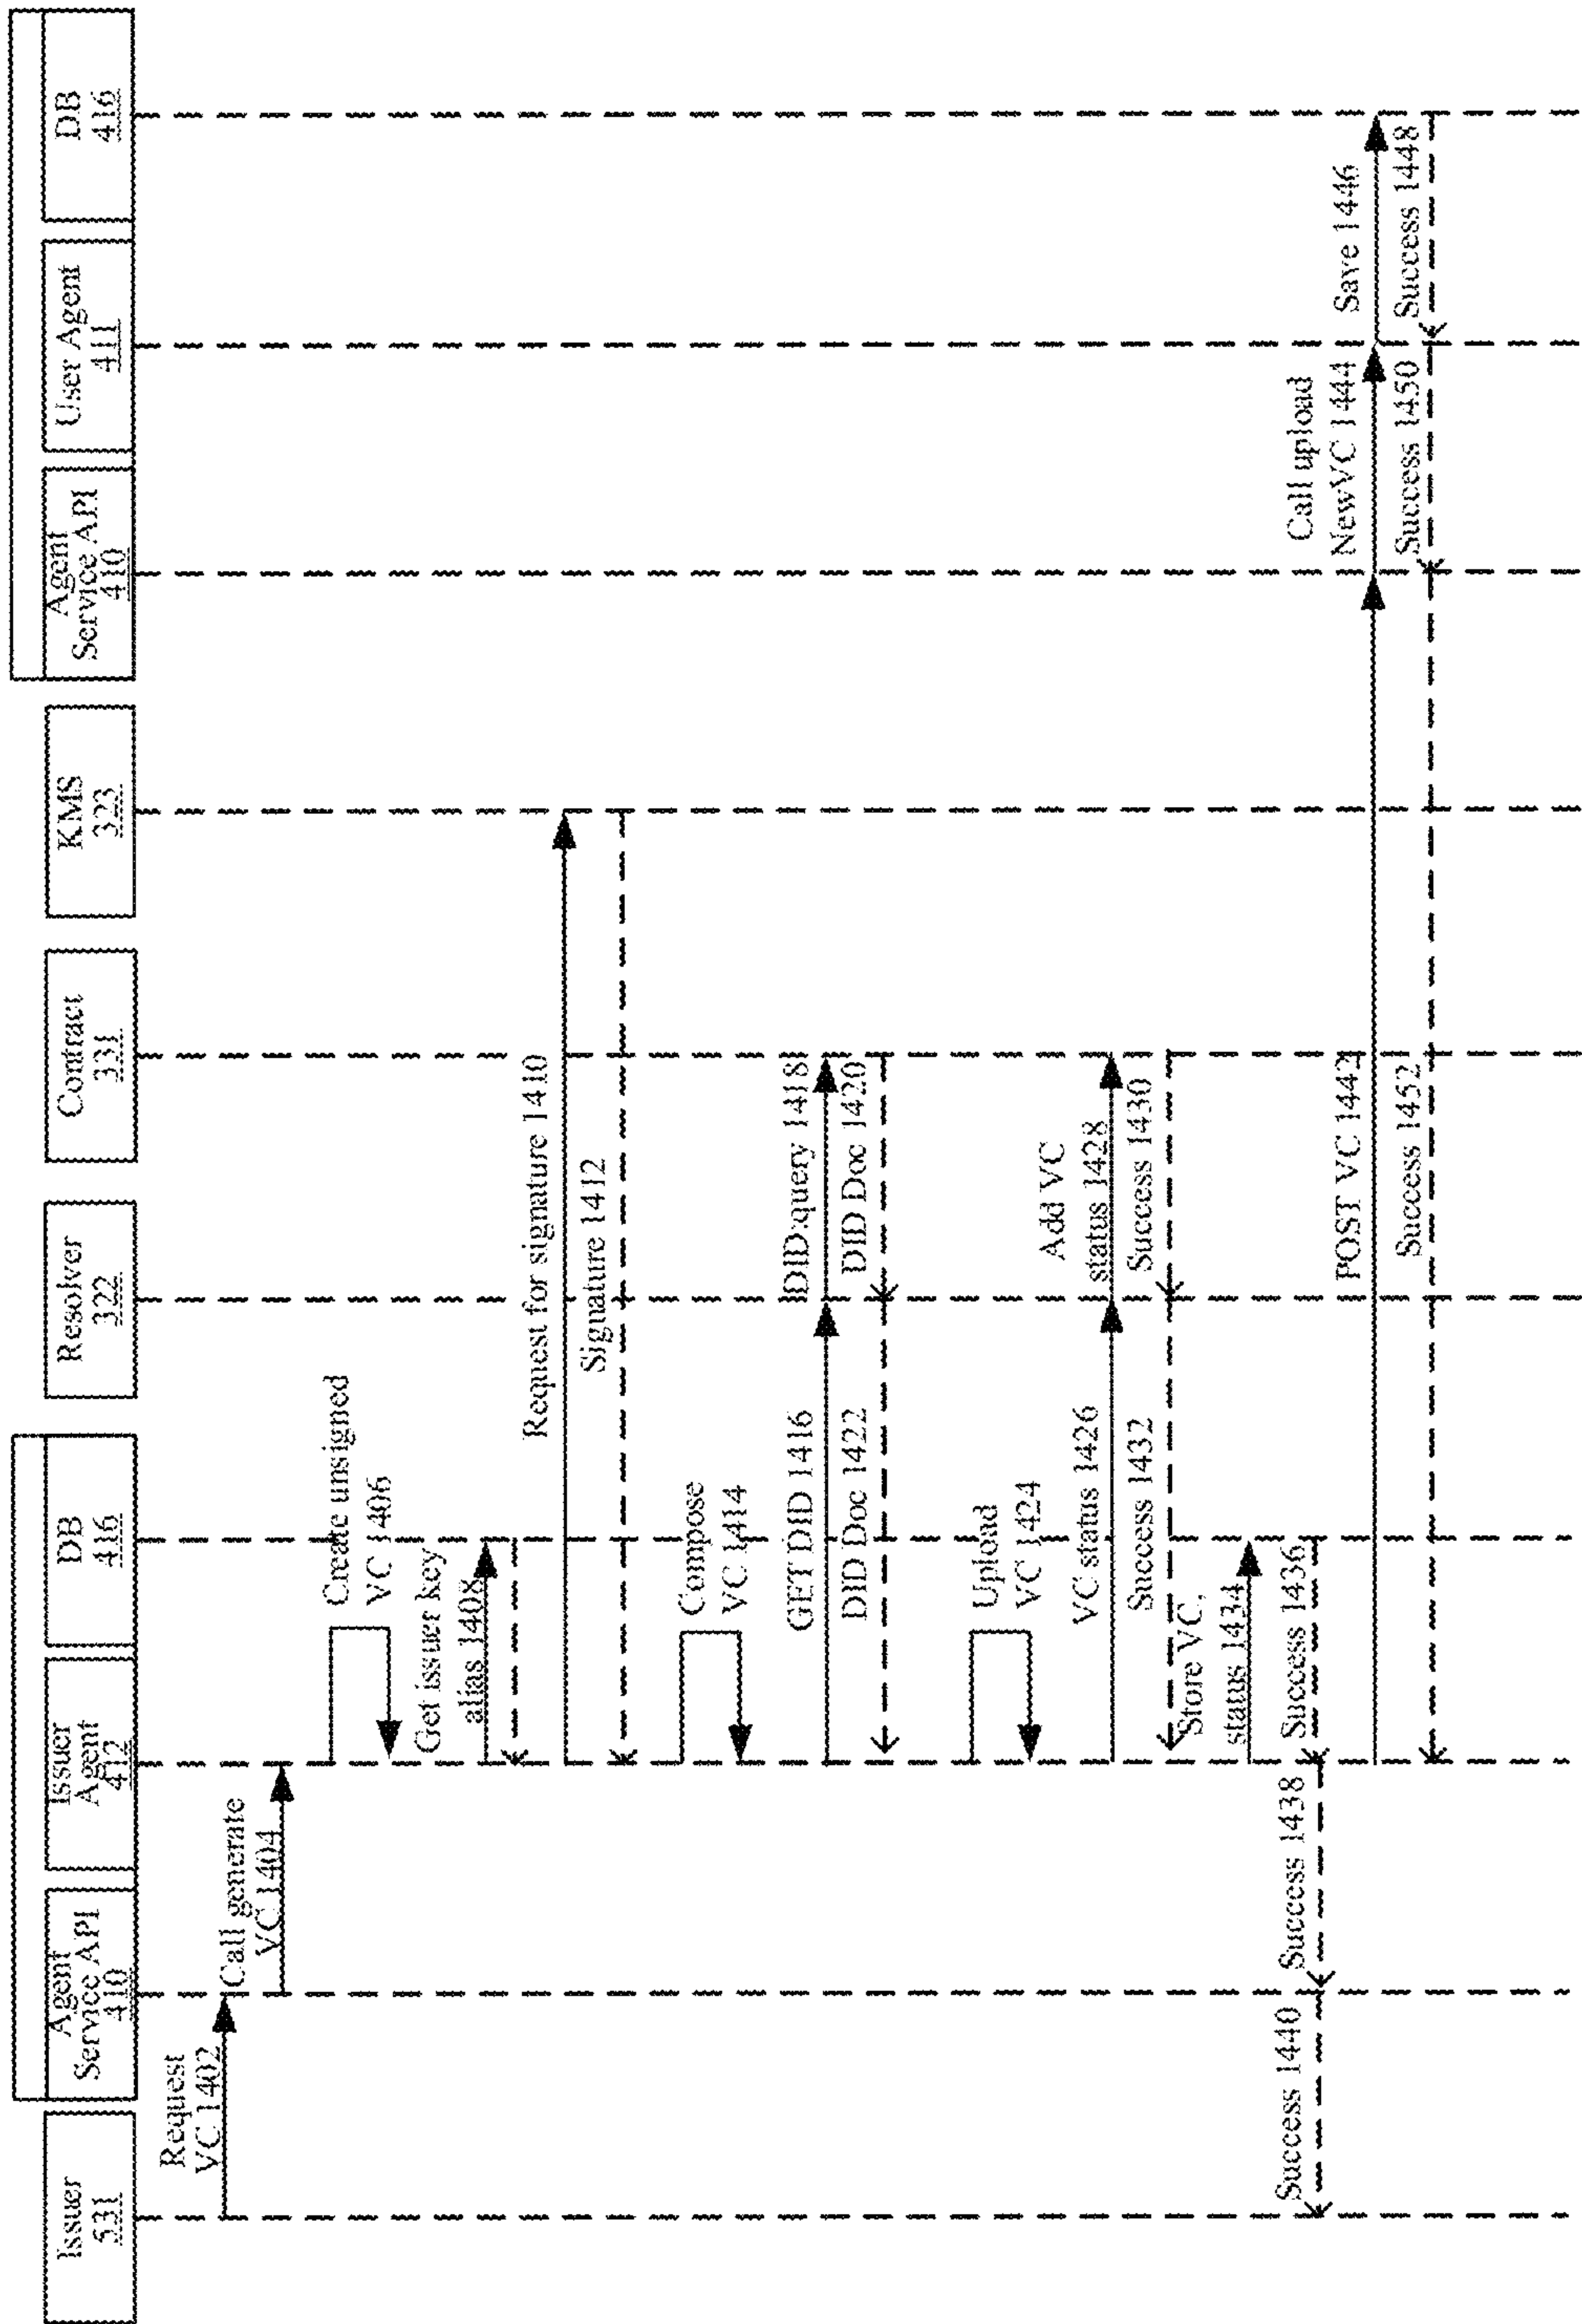 Issuer
531
Agent
Service API
410
Issuer
Agent
412
DB
416
Resolver
322
Contract
331
KMS
323
Agent
Service API
410
User Agent
411
DB
416
Request
VC 1402
Call generate
VC 1404
Create unsigned
VC 1406
Get issuer key
alias 1408
Request for signature 1410
Signature 1412
Compose
VC 1414
GET DID 1416
DID:query 1418
DID Doc 1422
DID Doc 1420
Upload
VC 1424
VC status 1426
Add VC
status 1428
Success 1432
Success 1430
Store VC,
status 1434
Success 1440
Success 1438
Success 1436
POST VC 1442
Call upload
NewVC 1444
Save 1446
Success 1452
Success 1450
Success 1448